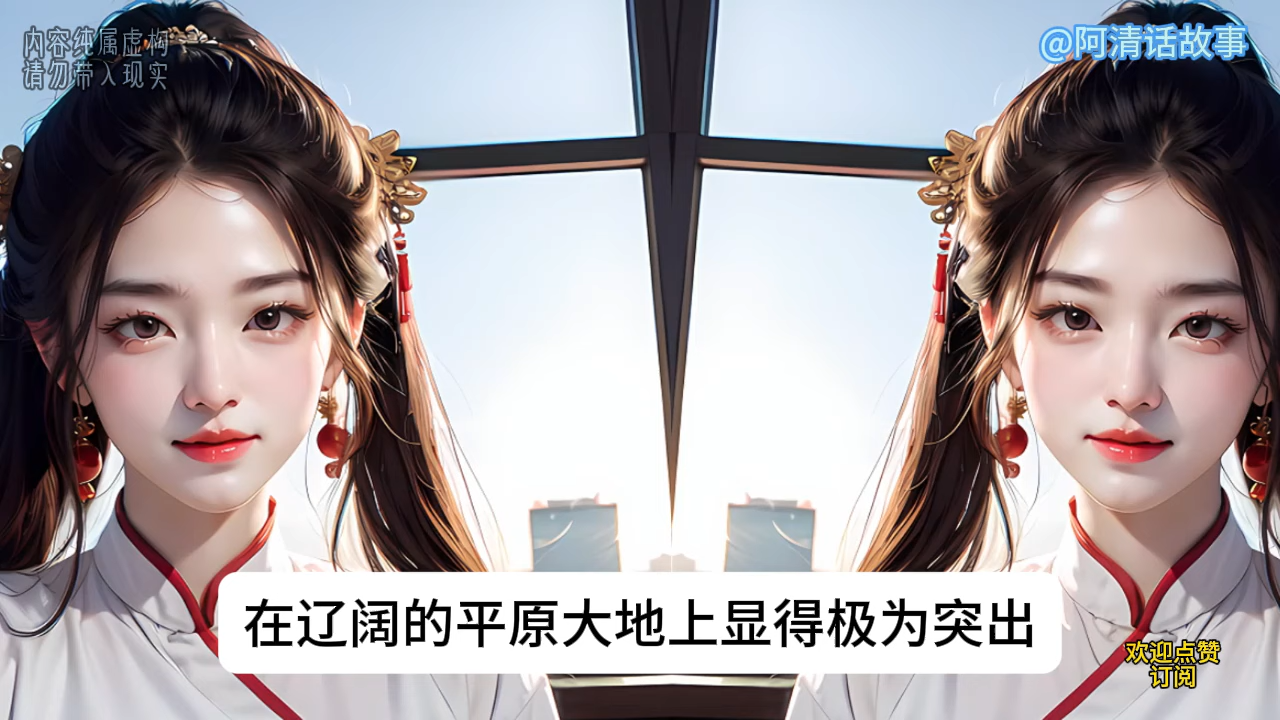 内容纯属虚构
请勿带入现实
@阿清话故事
在辽阔的平原大地上显得极为突出
欢迎点赞
订阅